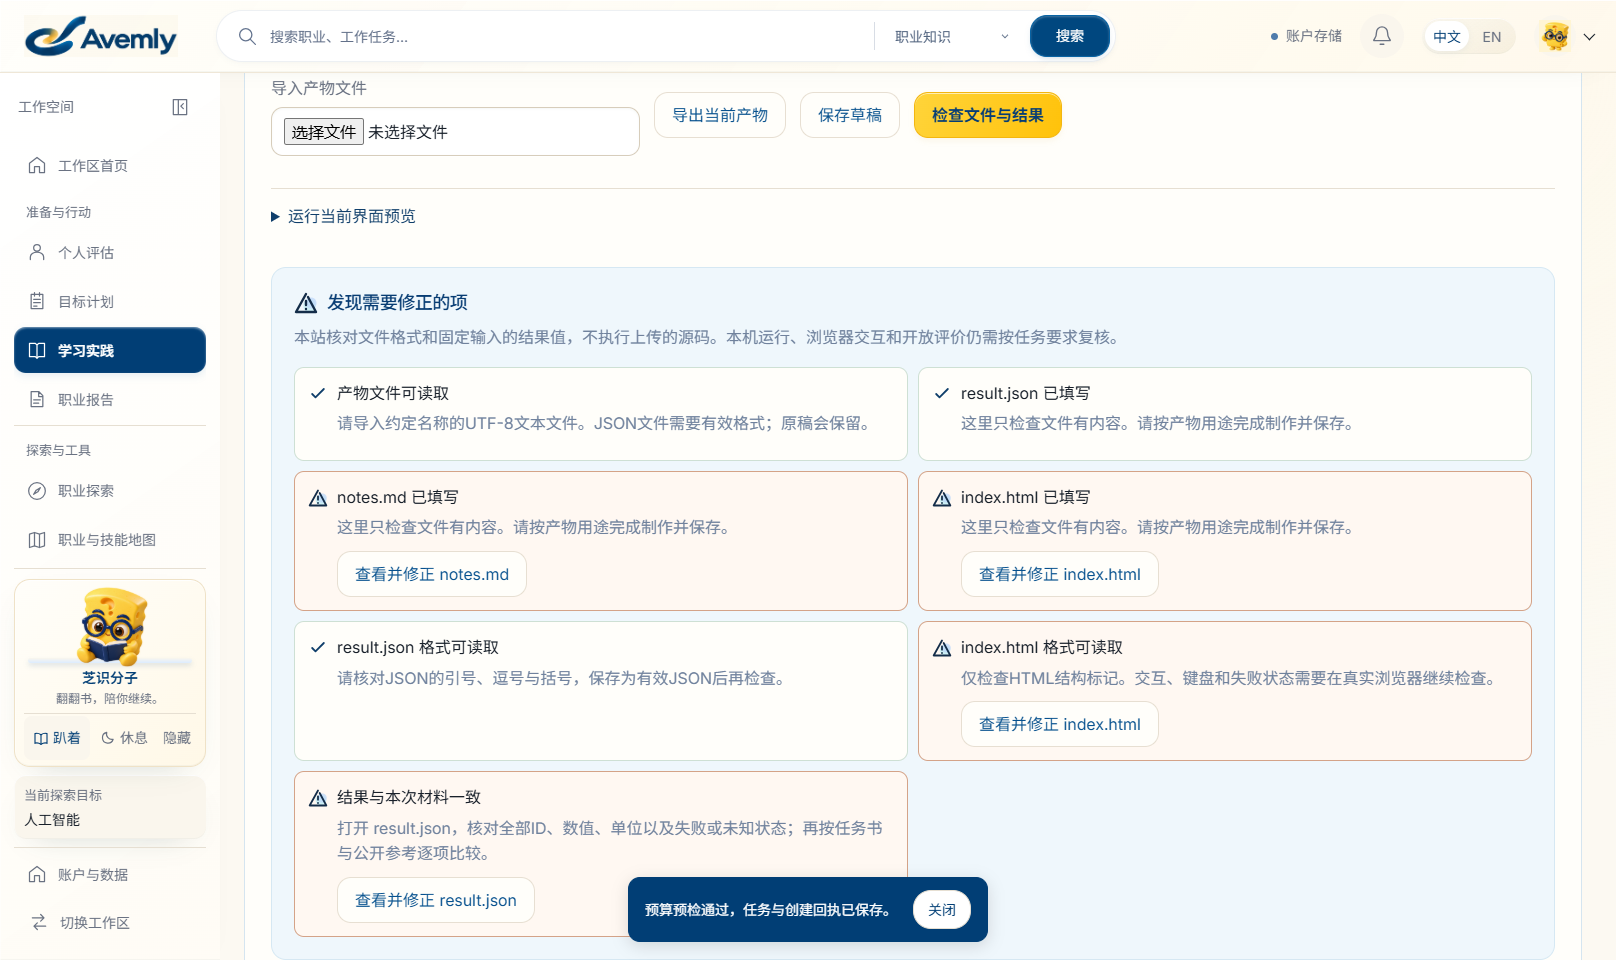 Avemly
搜索职业、工作任务...
职业知识
搜索
账户存储
中文
EN
工作空间
工作区首页
准备与行动
个人评估
目标计划
学习实践
职业报告
探索与工具
职业探索
职业与技能地图
芝识分子
翻翻书，陪你继续。
趴着
休息
隐藏
当前探索目标
人工智能
账户与数据
切换工作区
导入产物文件
选择文件 未选择文件
导出当前产物
保存草稿
检查文件与结果
运行当前界面预览
发现需要修正的项
本站核对文件格式和固定输入的结果值，不执行上传的源码。本机运行、浏览器交互和开放评价仍需按任务要求复核。
产物文件可读取
请导入约定名称的UTF-8文本文件。JSON文件需要有效格式；原稿会保留。
result.json 已填写
这里只检查文件有内容。请按产物用途完成制作并保存。
notes.md 已填写
这里只检查文件有内容。请按产物用途完成制作并保存。
查看并修正 notes.md
index.html 已填写
这里只检查文件有内容。请按产物用途完成制作并保存。
查看并修正 index.html
result.json 格式可读取
请核对JSON的引号、逗号与括号，保存为有效JSON后再检查。
index.html 格式可读取
仅检查HTML结构标记。交互、键盘和失败状态需要在真实浏览器继续检查。
查看并修正 index.html
结果与本次材料一致
打开 result.json，核对全部ID、数值、单位以及失败或未知状态；再按任务书
与公开参考逐项比较。
查看并修正 result.json
预算预检通过，任务与创建回执已保存。
关闭